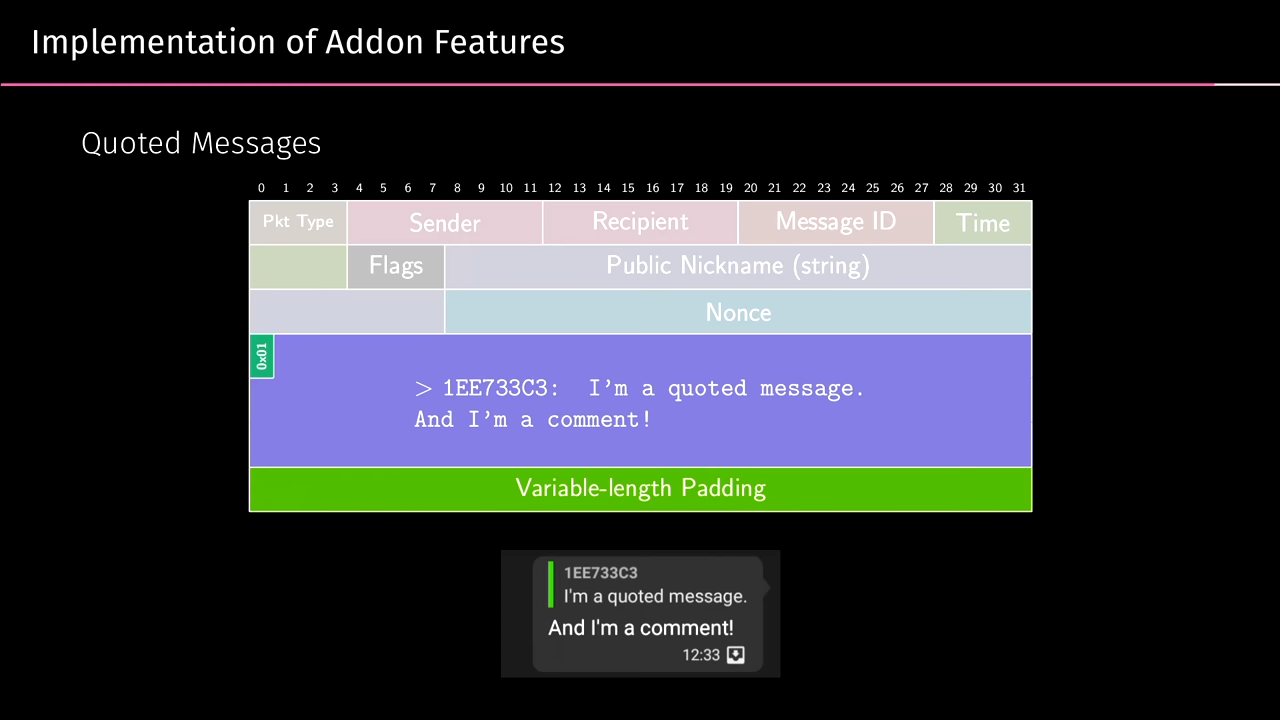 Implementation of Addon Features
Quoted Messages
0 1 2 3 4 5 6 7 8 9 10 11 12 13 14 15 16 17 18 19 20 21 22 23 24 25 26 27 28 29 30 31
Pkt Type Sender Recipient Message ID Time
Flags Public Nickname (string)
Nonce
0x01
> 1EE733C3: I'm a quoted message.
And I'm a comment!
Variable-length Padding
1EE733C3
I'm a quoted message.
And I'm a comment!
12:33